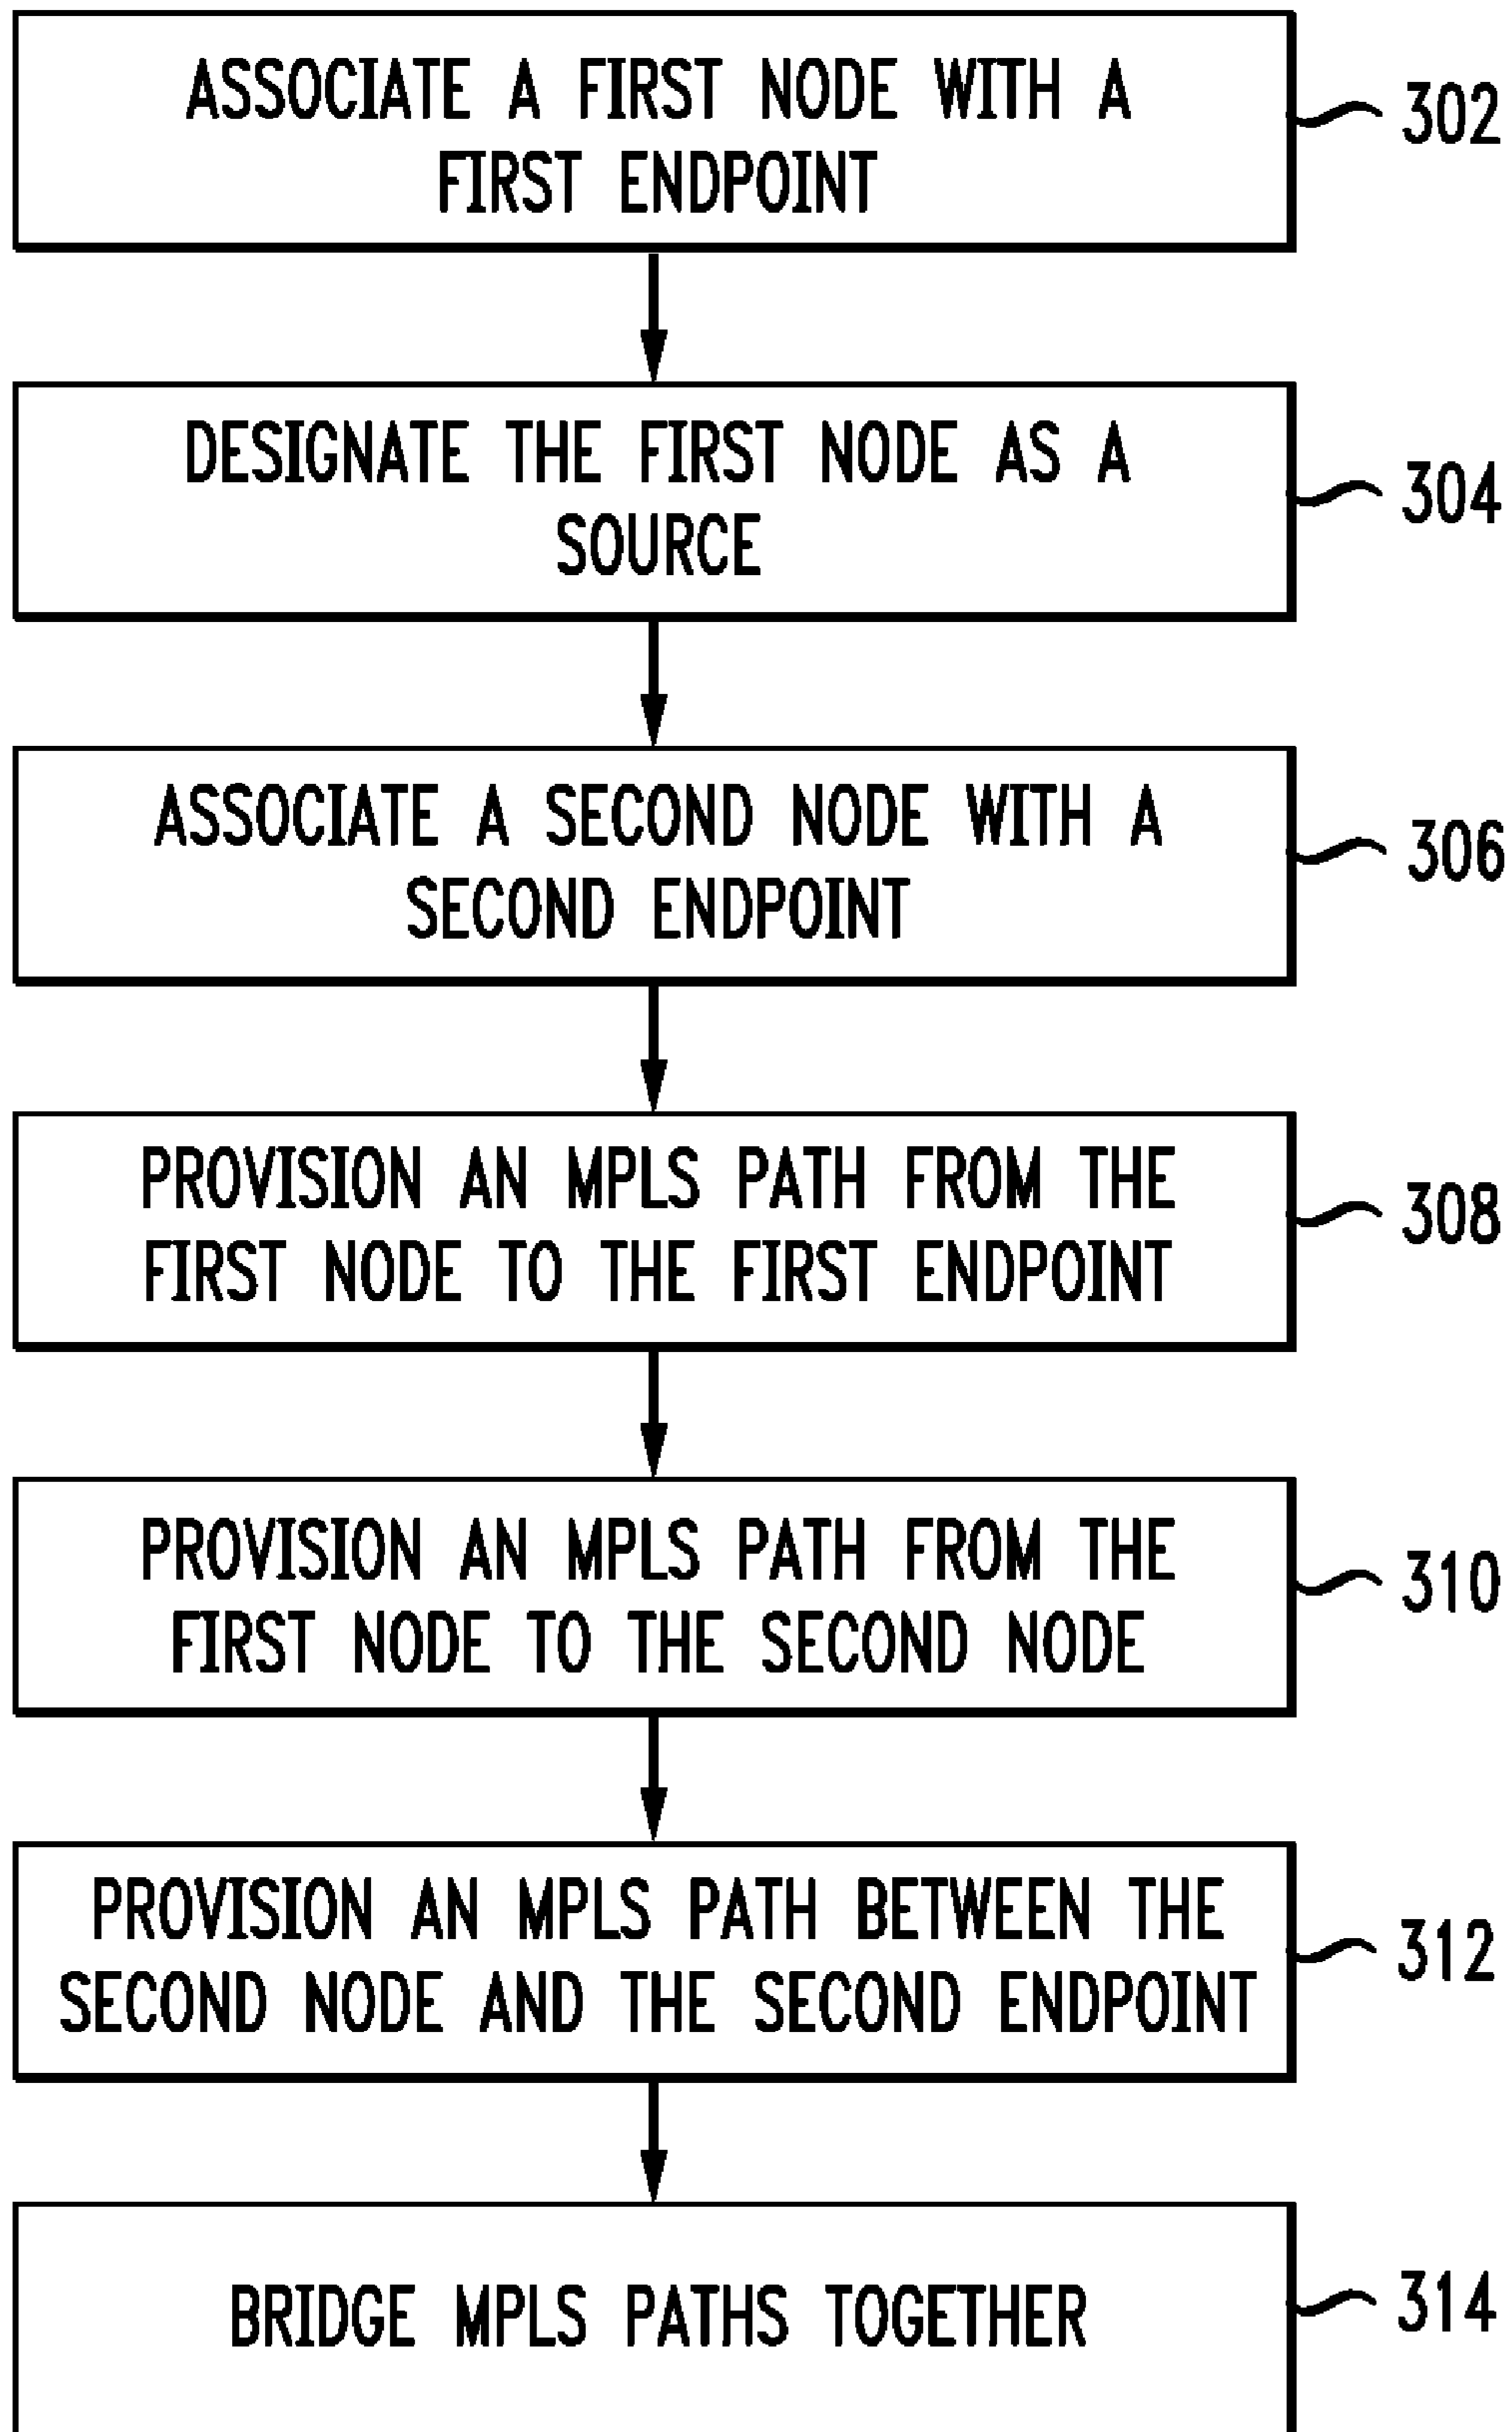 ASSOCIATE A FIRST NODE WITH A
FIRST ENDPOINT
302
DESIGNATE THE FIRST NODE AS A
SOURCE
304
ASSOCIATE A SECOND NODE WITH A
SECOND ENDPOINT
306
PROVISION AN MPLS PATH FROM THE
FIRST NODE TO THE FIRST ENDPOINT
308
PROVISION AN MPLS PATH FROM THE
FIRST NODE TO THE SECOND NODE
310
PROVISION AN MPLS PATH BETWEEN THE
SECOND NODE AND THE SECOND ENDPOINT
312
BRIDGE MPLS PATHS TOGETHER
314